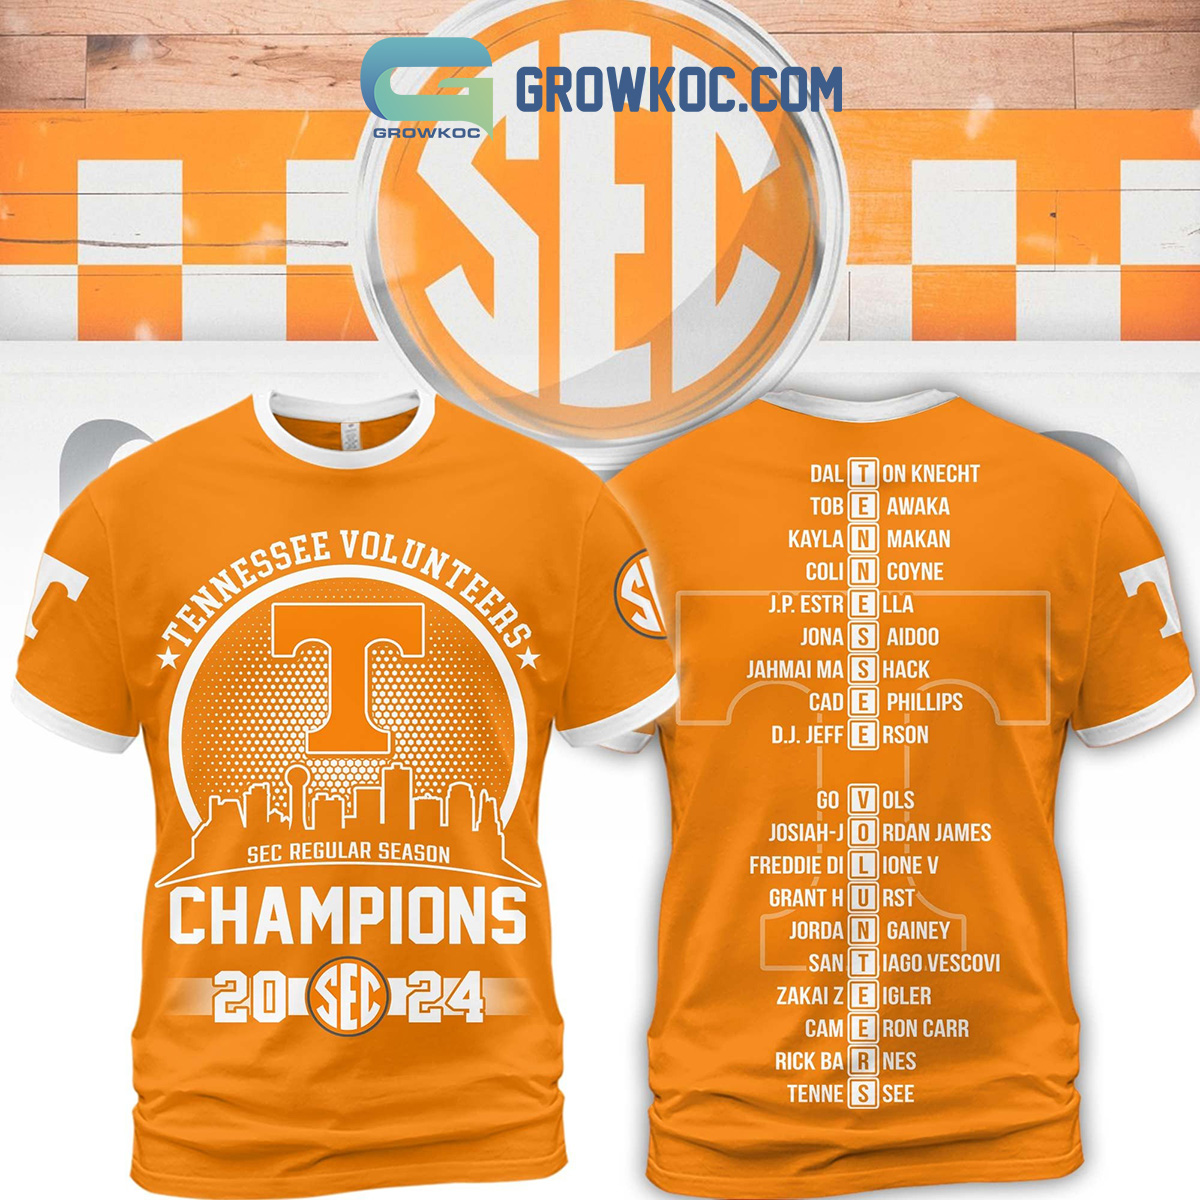 SEC
GROWKOC
GROWKOC.COM
TENNESSEE VOLUNTEERS
T
SEC REGULAR SEASON
CHAMPIONS
20 SEC 24
T
SEC
DALTON KNECHT
TOBE AWAKA
KAYLAN MAKAN
COLIN COYNE
J.P. ESTRELLA
JONAS AIDOO
JAHMAI MASHACK
CADE PHILLIPS
D.J. JEFFERSON
GO VOLS
JOSIAH-JORDAN JAMES
FREDDIE DILIONE V
GRANT HURST
JORDAN GAINEY
SANTIAGO VESCOVI
ZAKAI ZEIGLER
CAMERON CARR
RICK BARNES
TENNESSEE
T